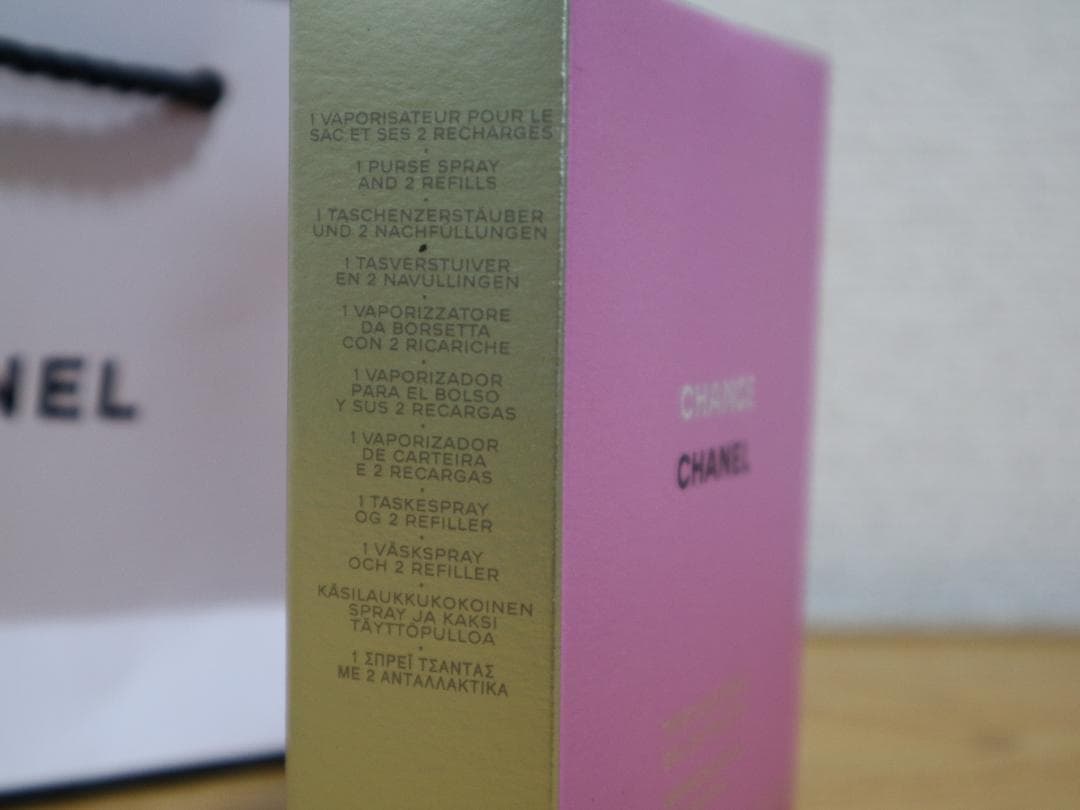 NEL
1 VAPORISATEUR POUR LE
SAC ET SES 2 RECHARGES
1 PURSE SPRAY
AND 2 REFILLS
1 TASCHENZERSTÄUBER
UND 2 NACHFÜLLUNGEN
1 TASVERSTUIVER
EN 2 NAVULLINGEN
1 VAPORIZZATORE
DA BORSETTA
CON 2 RICARICHE
1 VAPORIZADOR
PARA EL BOLSO
Y SUS 2 RECARGAS
1 VAPORIZADOR
DE CARTEIRA
E 2 RECARGAS
1 TASKESPRAY
OG 2 REFILLER
1 VÄSKSPRAY
OCH 2 REFILLER
KÄSILAUKKUKOKOINEN
SPRAY JA KAKSI
TÄYTTÖPULLOA
1 ΣΠΡΕΪ ΤΣΑΝΤΑΣ
ΜΕ 2 ΑΝΤΑΛΛΑΚΤΙΚΑ
CHANCE
CHANEL